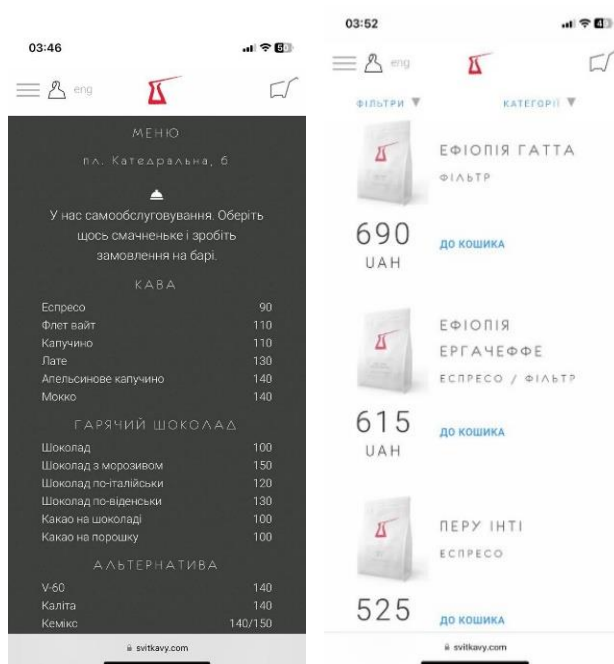 03:46
eng
МЕНЮ
пл. Катедральна, 6
У нас самообслуговування. Оберіть
щось смачненьке і зробіть
замовлення на барі.
КАВА
Еспресо 90
Флет вайт 110
Капучино 110
Лате 130
Апельсинове капучино 140
Мокко 140
ГАРЯЧИЙ ШОКОЛАД
Шоколад 100
Шоколад з морозивом 150
Шоколад по-італійськи 120
Шоколад по-віденськи 130
Какао на шоколаді 100
Какао на порошку 100
АЛЬТЕРНАТИВА
V-60 140
Каліта 140
Кемікс 140/150
svitkavy.com
03:52
eng
ФІЛЬТРИ ▼ КАТЕГОРІЇ ▼
ЕФІОПІЯ ГАТТА
ФІЛЬТР
690
UAH
ДО КОШИКА
ЕФІОПІЯ
ЕРГАЧЕФФЕ
ЕСПРЕСО / ФІЛЬТР
615
UAH
ДО КОШИКА
ПЕРУ ІНТІ
ЕСПРЕСО
525
ДО КОШИКА
svitkavy.com